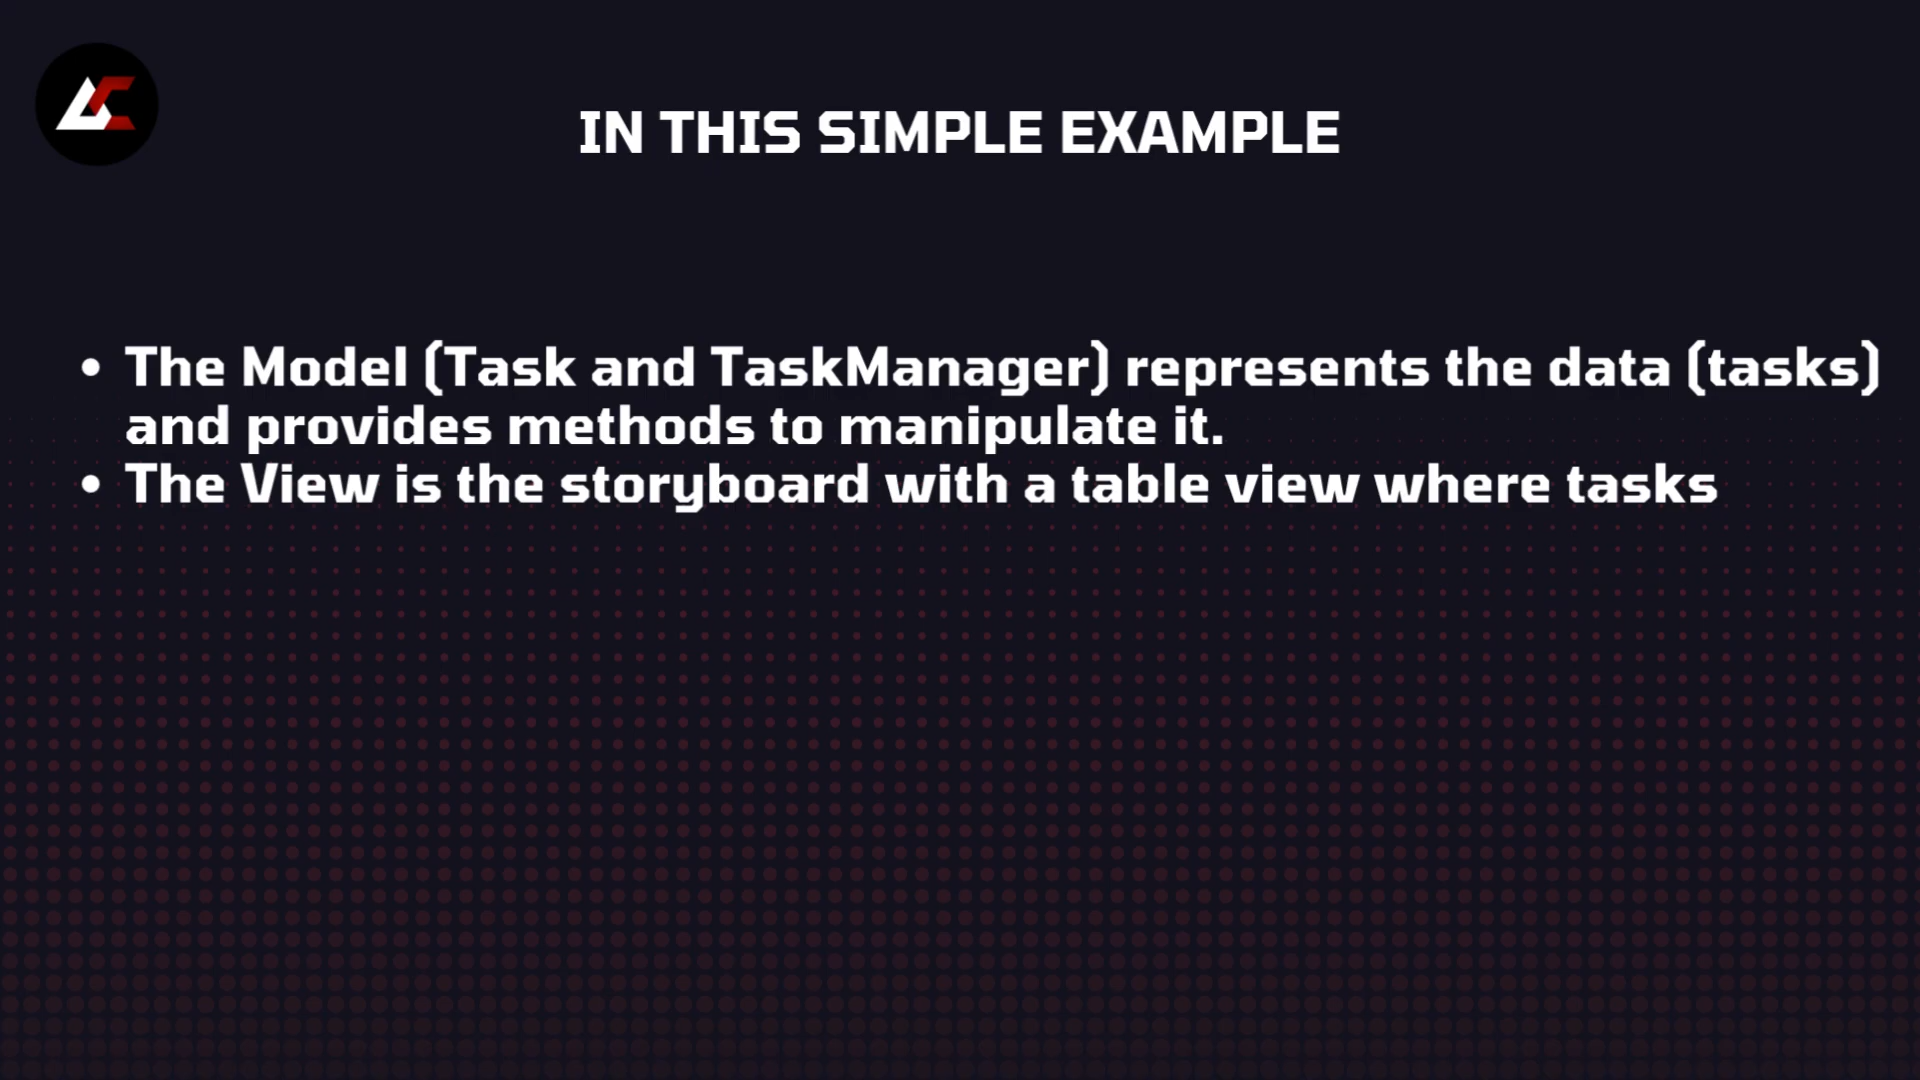 IN THIS SIMPLE EXAMPLE
• The Model (Task and TaskManager) represents the data (tasks)
and provides methods to manipulate it.
• The View is the storyboard with a table view where tasks